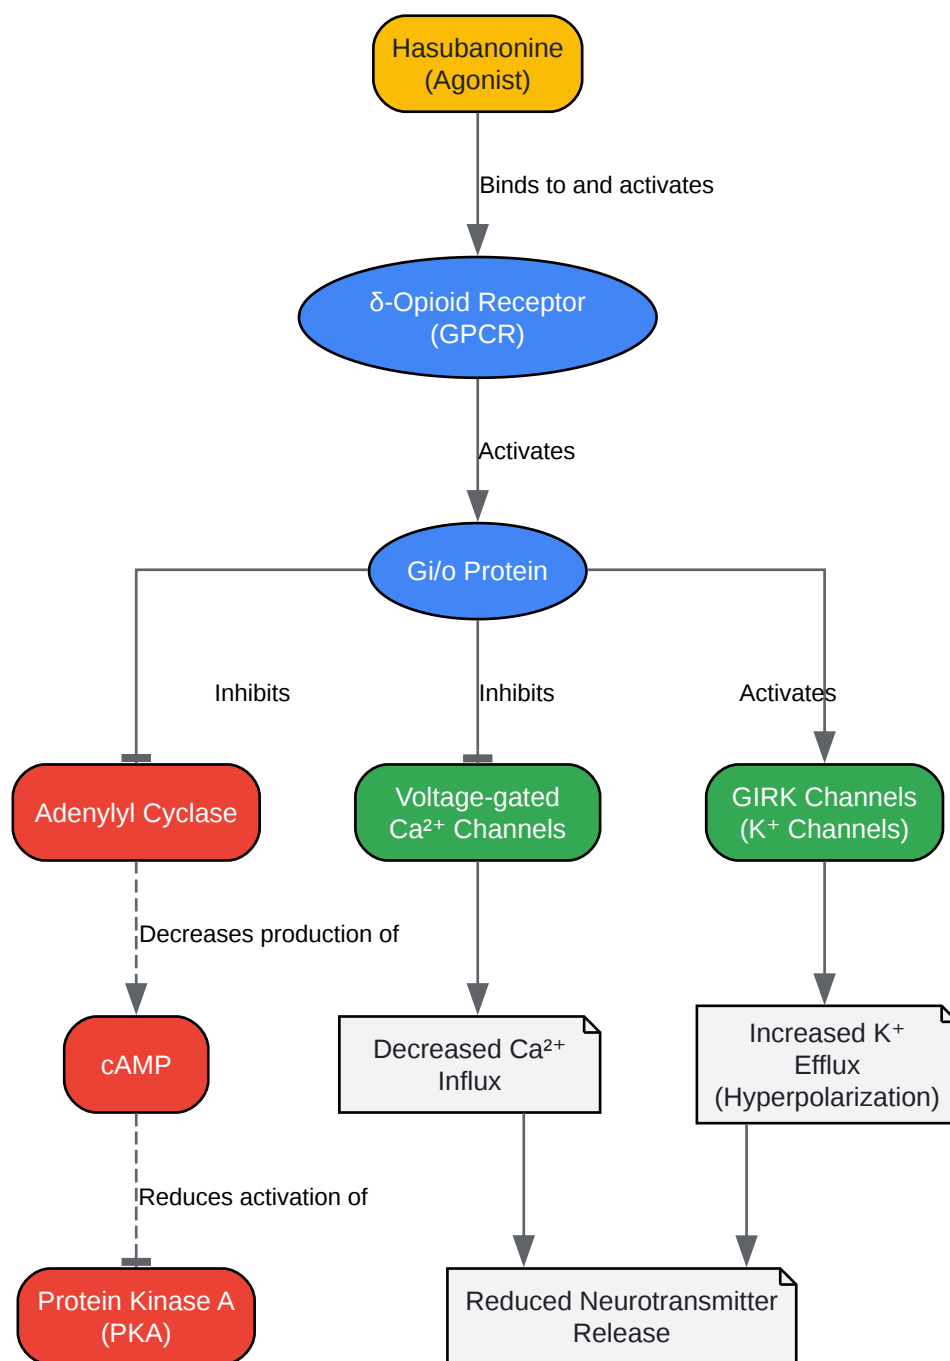 Hasubanonine
(Agonist)
Binds to and activates
δ-Opioid Receptor
(GPCR)
Activates
Gi/o Protein
Inhibits
Inhibits
Activates
Adenylyl Cyclase
Voltage-gated
Ca²⁺ Channels
GIRK Channels
(K⁺ Channels)
Decreases production of
cAMP
Decreased Ca²⁺
Influx
Increased K⁺
Efflux
(Hyperpolarization)
Reduces activation of
Protein Kinase A
(PKA)
Reduced Neurotransmitter
Release